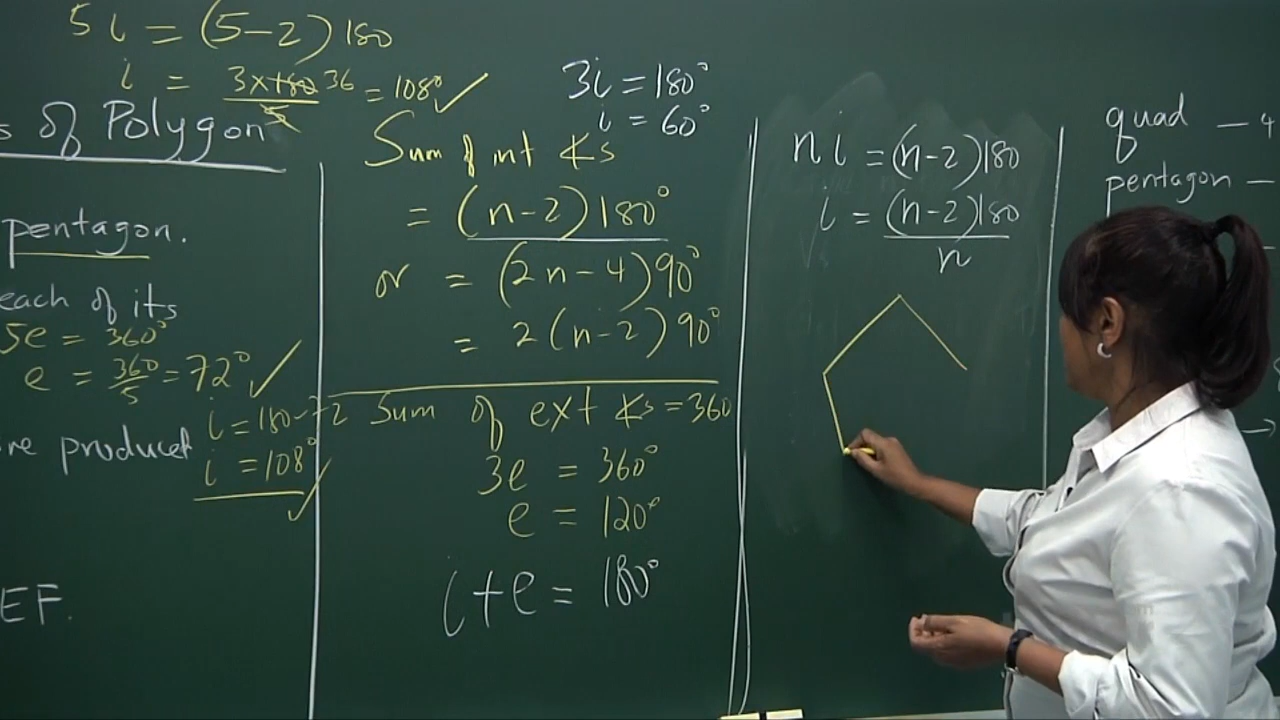 5i = (5-2)180
i = 3x180 36 / 5 = 108° ✓
s of Polygon
pentagon.
each of its
5e = 360°
e = 360/5 = 72° ✓
i = 180-72
re produced
i = 108° ✓
EF.
3i = 180°
i = 60°
Sum of int ∠s
= (n-2)180°
or = (2n-4)90°
= 2(n-2)90°
Sum of ext ∠s = 360
3e = 360°
e = 120°
i+e = 180°
ni = (n-2)180
i = (n-2)180 / n
quad - 4
pentagon -